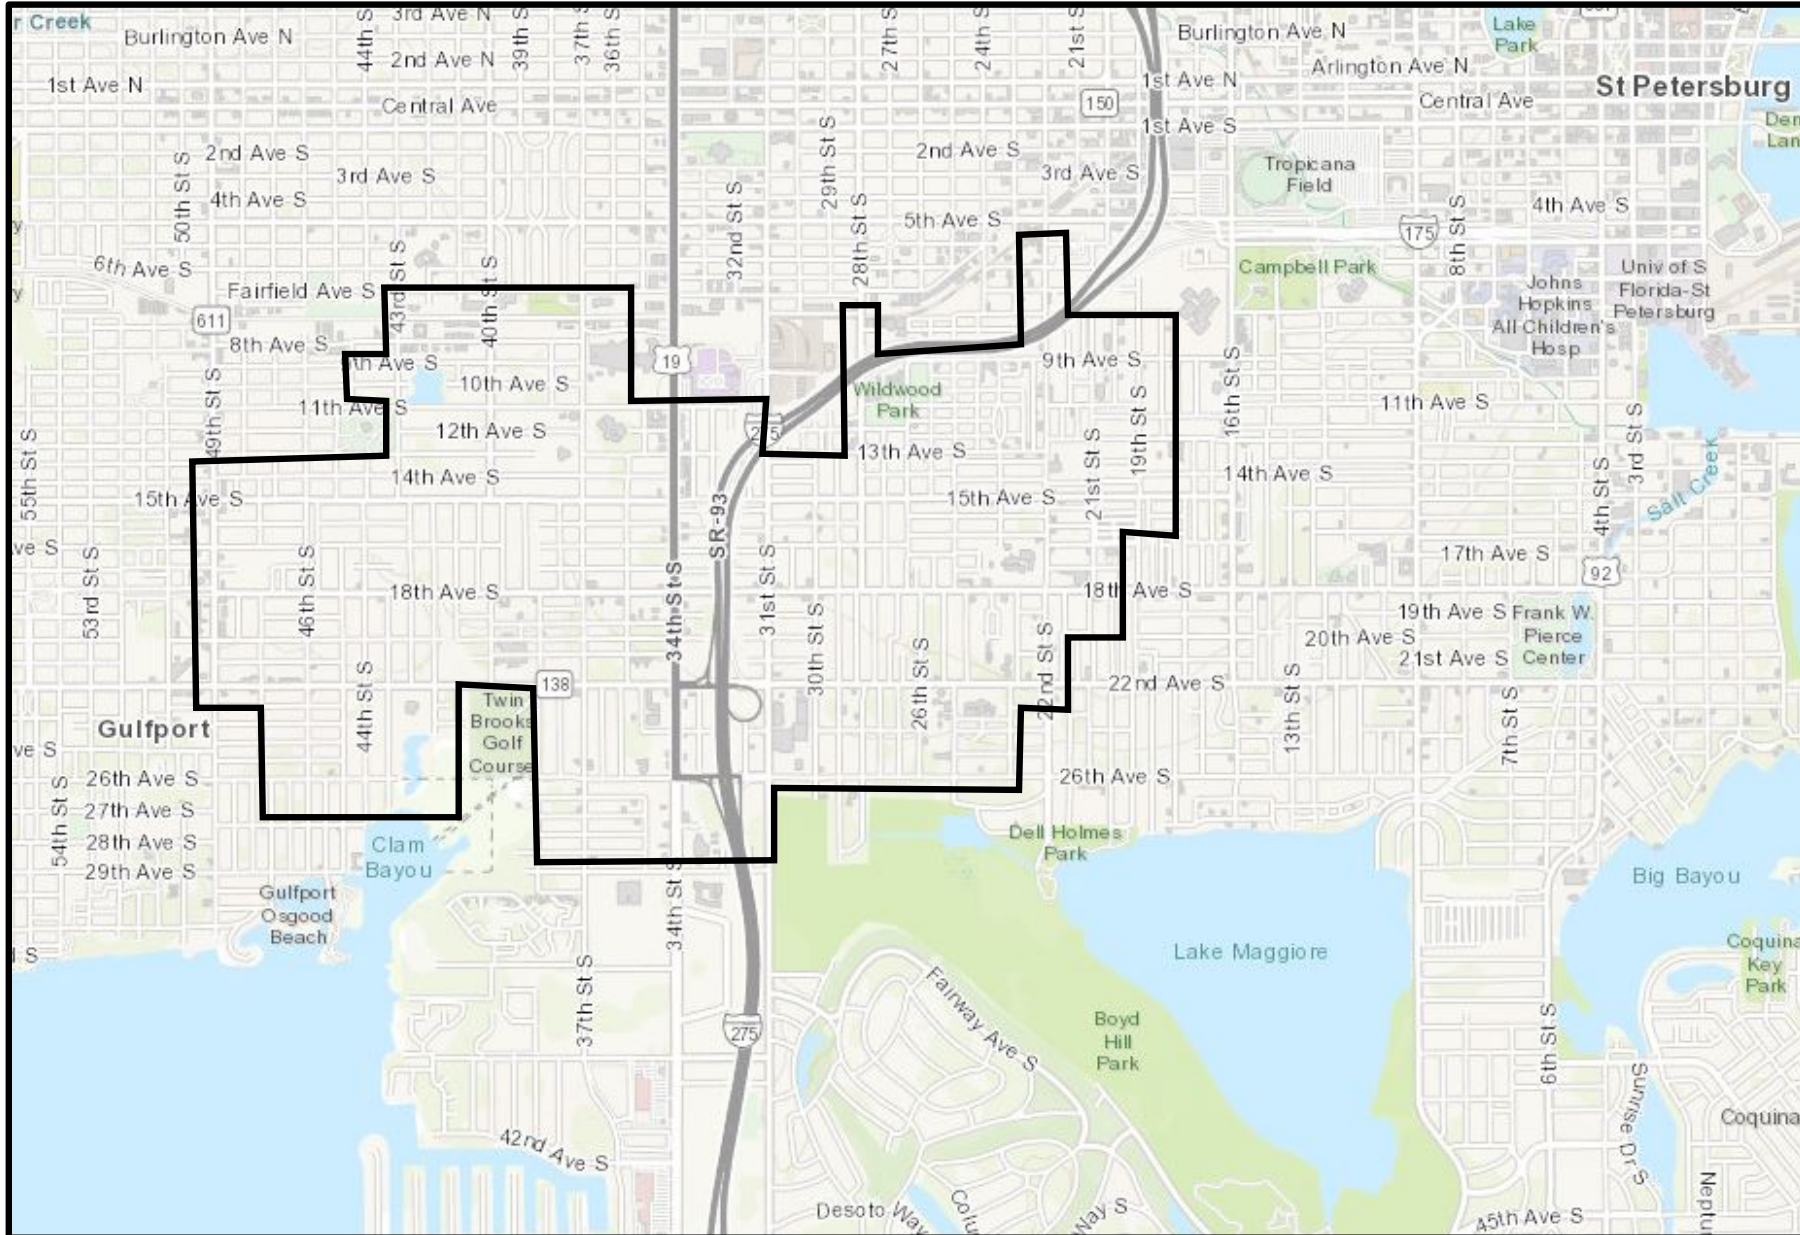 r Creek
3rd Ave N
Burlington Ave N
44th S
2nd Ave N
39th S
37th S
36th S
27th S
24th S
21st S
Burlington Ave N
Lake
Park
1st Ave N
Arlington Ave N
1st Ave N
St Petersburg
Central Ave
150
Central Ave
1st Ave S
Den
Lan
2nd Ave S
50th St S
3rd Ave S
4th Ave S
32nd St S
29th St S
28th St S
2nd Ave S
3rd Ave S
5th Ave S
Tropicana
Field
4th Ave S
175
8th St S
y
6th Ave S
43rd St S
40th St S
Campbell Park
Univ of S
Florida-St
Petersburg
y
Fairfield Ave S
Johns
Hopkins
All Children's
Hosp
611
8th Ave S
19
9th Ave S
16th St S
10th Ave S
Wildwood
Park
49th St S
11th Ave S
19th St S
11th Ave S
3rd St S
12th Ave S
13th Ave S
55th St S
14th Ave S
21st St S
14th Ave S
4th St S
Salt Creek
15th Ave S
15th Ave S
SR-93
ve S
53rd St S
46th St S
31st St S
17th Ave S
92
18th Ave S
34th St S
30th St S
26th St S
22nd St S
18th Ave S
19th Ave S
Frank W.
Pierce
Center
20th Ave S
21st Ave S
44th St S
138
22nd Ave S
13th St S
7th St S
Twin
Brooks
Golf
Course
Gulfport
ve S
26th Ave S
26th Ave S
54th St S
27th Ave S
28th Ave S
29th Ave S
Clam
Bayou
Dell Holmes
Park
Big Bayou
Gulfport
Osgood
Beach
34th St S
Lake Maggiore
Coquina
Key
Park
S
37th St S
Fairway Ave S
275
Boyd
Hill
Park
6th St S
Sunrise Dr S
Coquina
42nd Ave S
Desoto Way
Colu
Way S
45th Ave S
Neptu